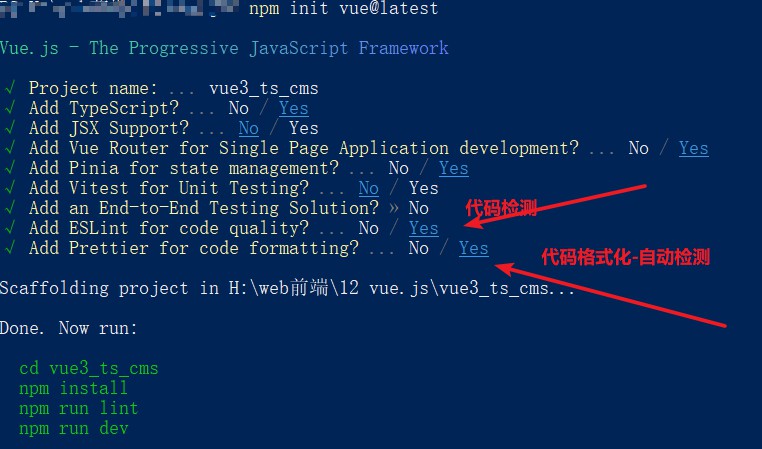 npm init vue@latest
Vue.js - The Progressive JavaScript Framework
√ Project name: ... vue3_ts_cms
√ Add TypeScript? ... No / Yes
√ Add JSX Support? ... No / Yes
√ Add Vue Router for Single Page Application development? ... No / Yes
√ Add Pinia for state management? ... No / Yes
√ Add Vitest for Unit Testing? ... No / Yes
√ Add an End-to-End Testing Solution? » No 代码检测
√ Add ESLint for code quality? ... No / Yes
√ Add Prettier for code formatting? ... No / Yes 代码格式化-自动检测
Scaffolding project in H:\web前端\12 vue.js\vue3_ts_cms...
Done. Now run:
cd vue3_ts_cms
npm install
npm run lint
npm run dev